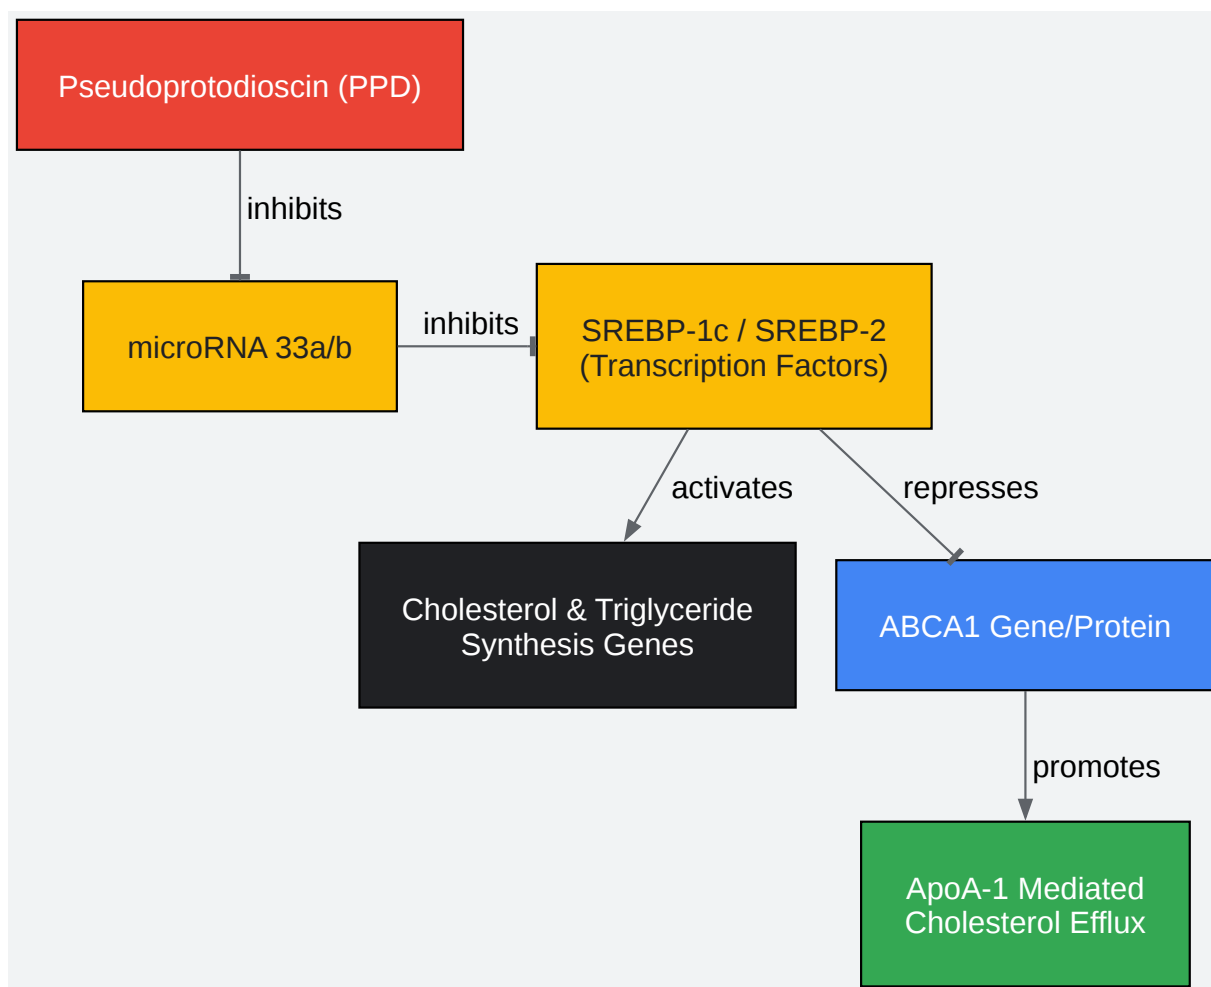 Pseudoprotodioscin (PPD)
inhibits
microRNA 33a/b
inhibits
SREBP-1c / SREBP-2
(Transcription Factors)
activates
represses
Cholesterol & Triglyceride
Synthesis Genes
ABCA1 Gene/Protein
promotes
ApoA-1 Mediated
Cholesterol Efflux